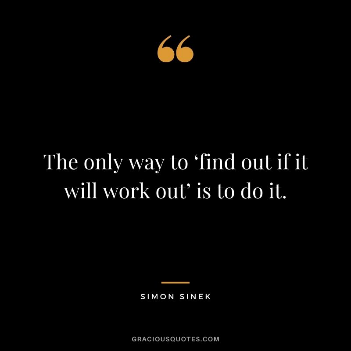 “
The only way to ‘find out if it
will work out’ is to do it.
SIMON SINEK
GRACIOUSQUOTES.COM